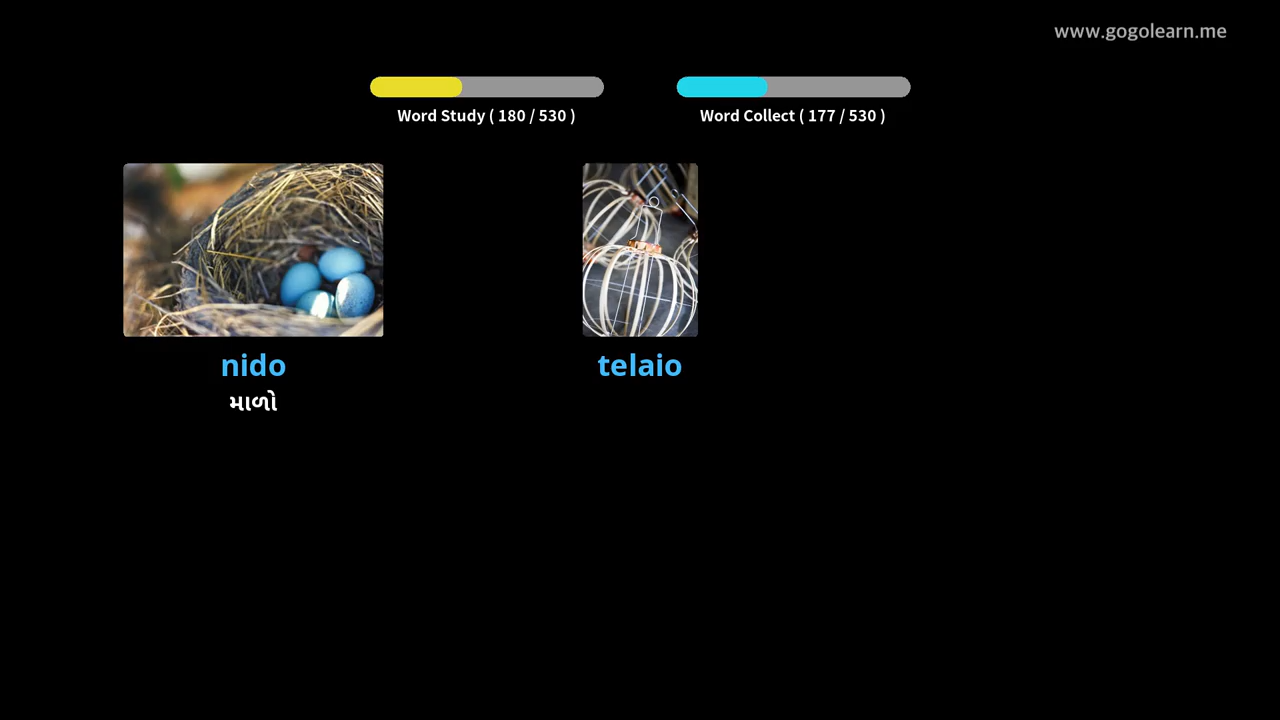 www.gogolearn.me
Word Study ( 180 / 530 )
Word Collect ( 177 / 530 )
nido
telaio
માળો